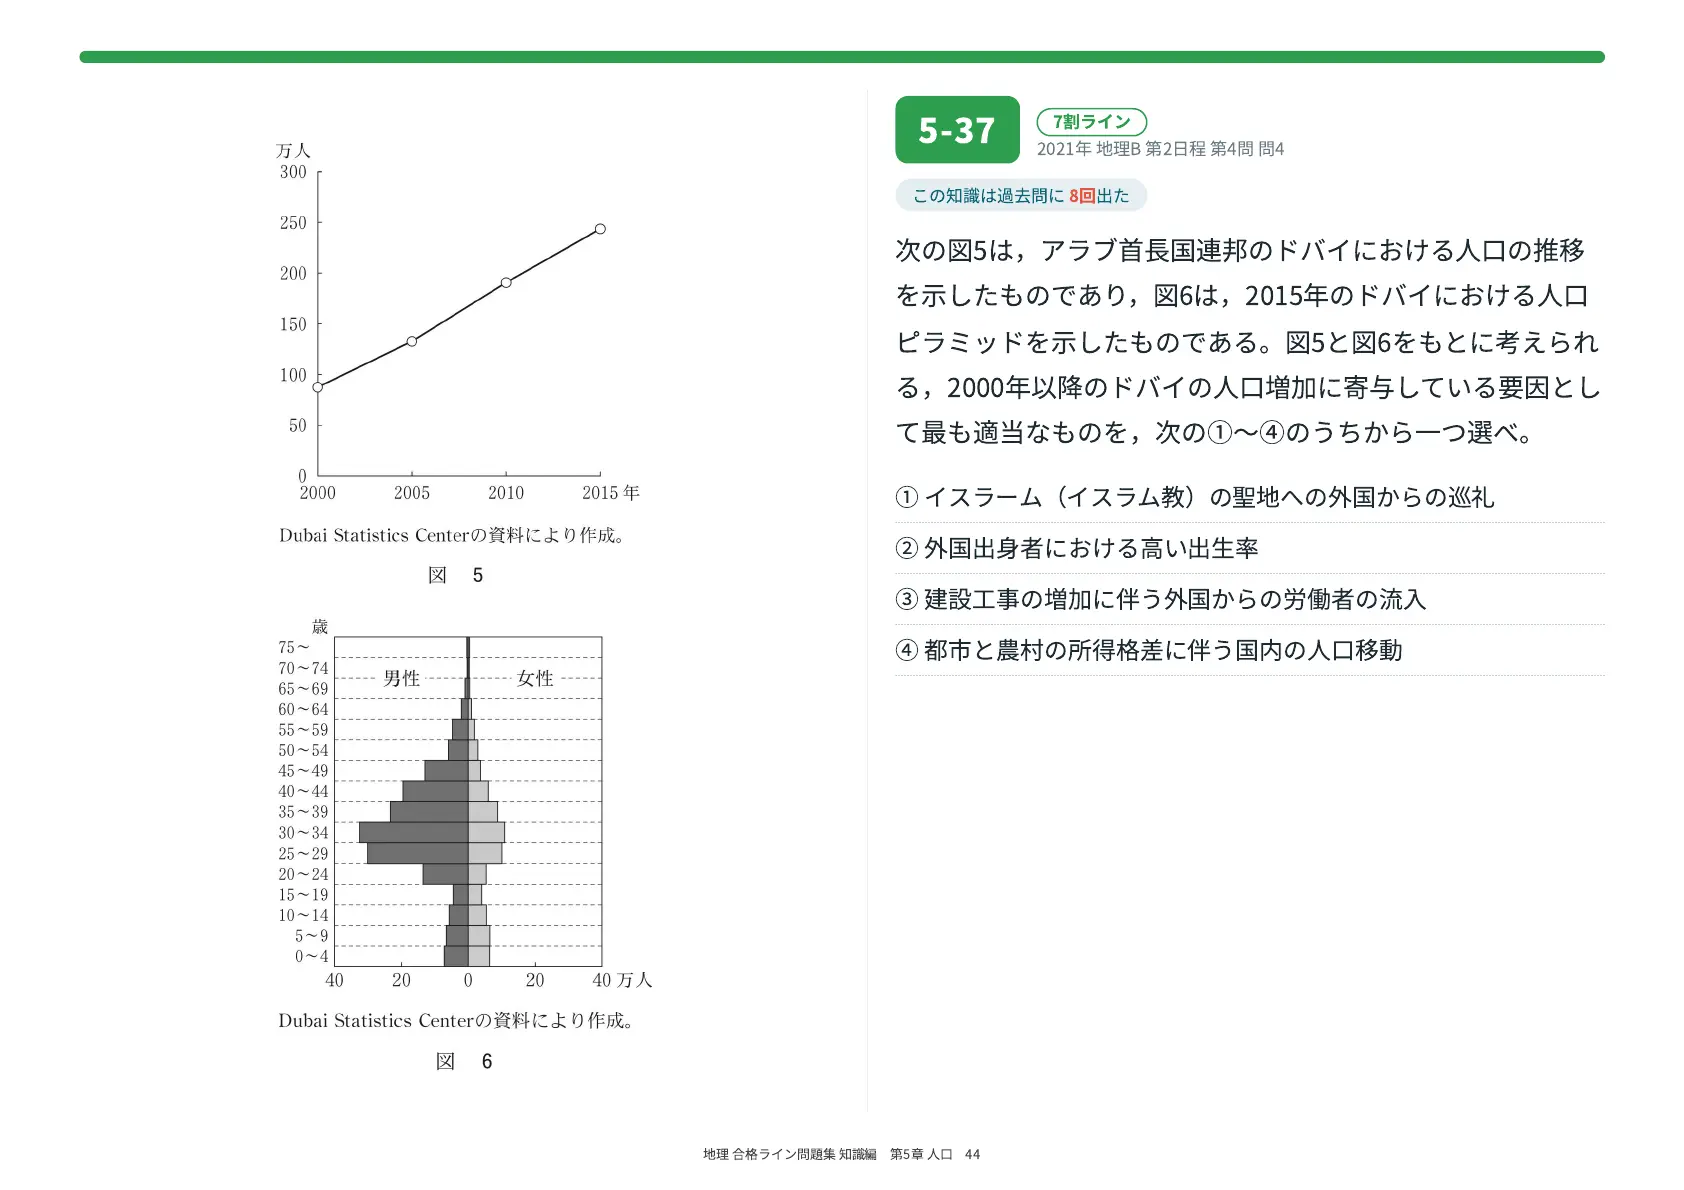 万人
300
250
200
150
100
50
0
2000 2005 2010 2015 年
Dubai Statistics Centerの資料により作成。
図 5
歳
75～
70～74
65～69
60～64
55～59
50～54
45～49
40～44
35～39
30～34
25～29
20～24
15～19
10～14
5～9
0～4
男性 女性
40 20 0 20 40 万人
Dubai Statistics Centerの資料により作成。
図 6
5-37
7割ライン
2021年 地理B 第2日程 第4問 問4
この知識は過去問に 8回出た
次の図5は，アラブ首長国連邦のドバイにおける人口の推移
を示したものであり，図6は，2015年のドバイにおける人口
ピラミッドを示したものである。図5と図6をもとに考えられ
る，2000年以降のドバイの人口増加に寄与している要因とし
て最も適当なものを，次の①～④のうちから一つ選べ。
① イスラーム（イスラム教）の聖地への外国からの巡礼
② 外国出身者における高い出生率
③ 建設工事の増加に伴う外国からの労働者の流入
④ 都市と農村の所得格差に伴う国内の人口移動
地理 合格ライン問題集 知識編 第5章 人口 44